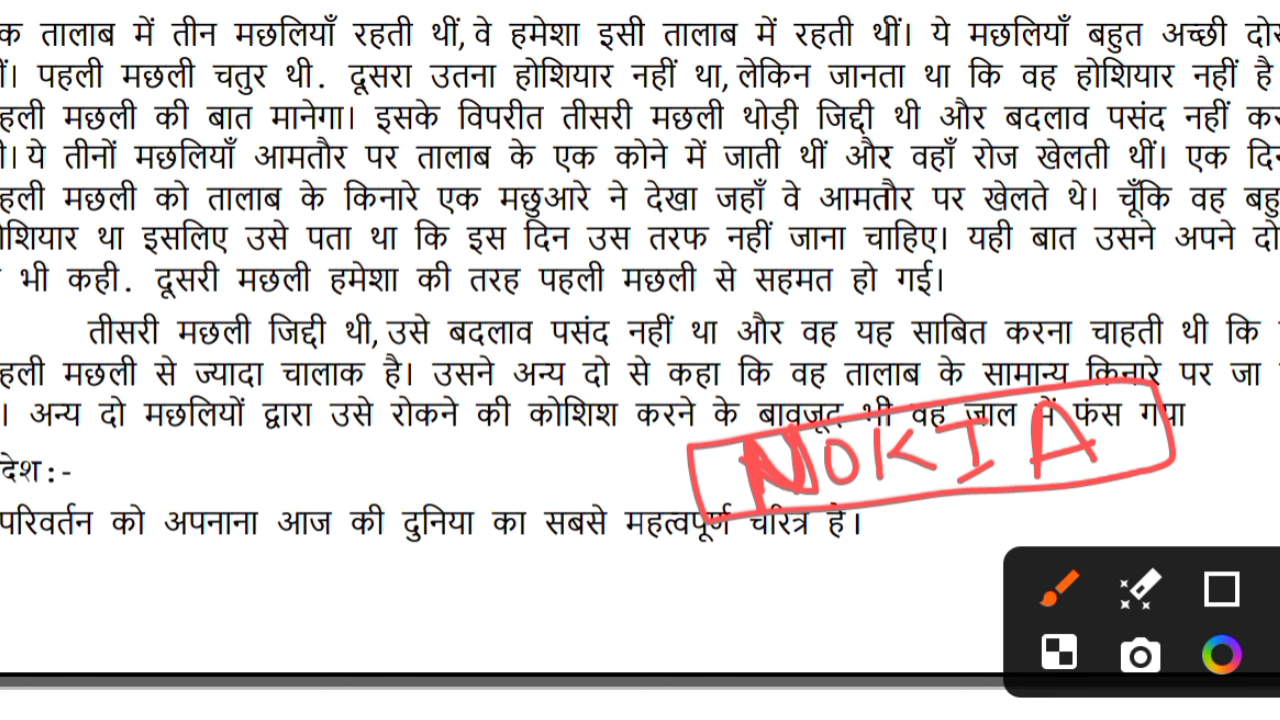 क तालाब में तीन मछलियाँ रहती थीं, वे हमेशा इसी तालाब में रहती थीं। ये मछलियाँ बहुत अच्छी दोस
ीं। पहली मछली चतुर थी. दूसरा उतना होशियार नहीं था, लेकिन जानता था कि वह होशियार नहीं है
हली मछली की बात मानेगा। इसके विपरीत तीसरी मछली थोड़ी जिद्दी थी और बदलाव पसंद नहीं कर
ी। ये तीनों मछलियाँ आमतौर पर तालाब के एक कोने में जाती थीं और वहाँ रोज खेलती थीं। एक दिन
हली मछली को तालाब के किनारे एक मछुआरे ने देखा जहाँ वे आमतौर पर खेलते थे। चूँकि वह बहु
ोशियार था इसलिए उसे पता था कि इस दिन उस तरफ नहीं जाना चाहिए। यही बात उसने अपने दो
भी कही. दूसरी मछली हमेशा की तरह पहली मछली से सहमत हो गई।
तीसरी मछली जिद्दी थी, उसे बदलाव पसंद नहीं था और वह यह साबित करना चाहती थी कि
हली मछली से ज्यादा चालाक है। उसने अन्य दो से कहा कि वह तालाब के सामान्य किनारे पर जा
। अन्य दो मछलियों द्वारा उसे रोकने की कोशिश करने के बावजूद भी वह जाल में फंस गया
NOKIA
देश:-
परिवर्तन को अपनाना आज की दुनिया का सबसे महत्वपूर्ण चरित्र है।